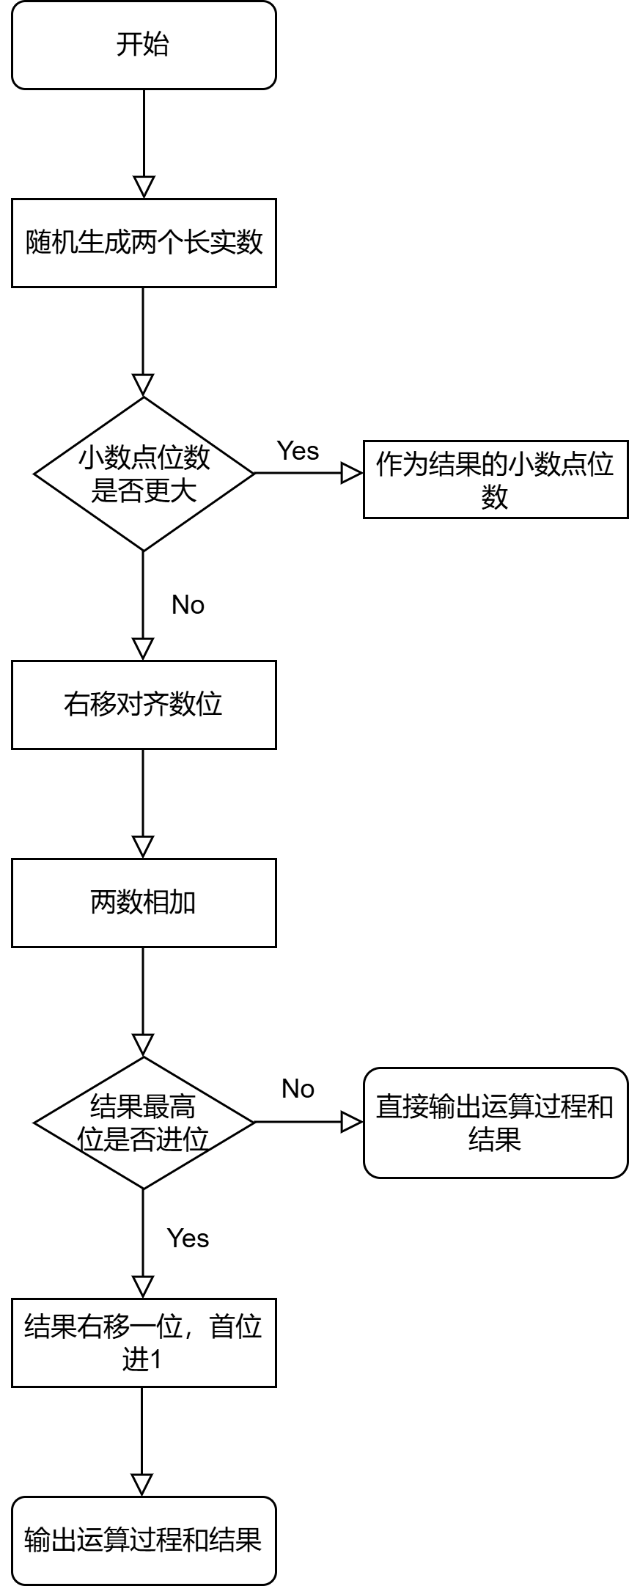 开始
随机生成两个长实数
小数点位数
是否更大
Yes
作为结果的小数点位
数
No
右移对齐数位
两数相加
结果最高
位是否进位
No
直接输出运算过程和
结果
Yes
结果右移一位，首位
进1
输出运算过程和结果